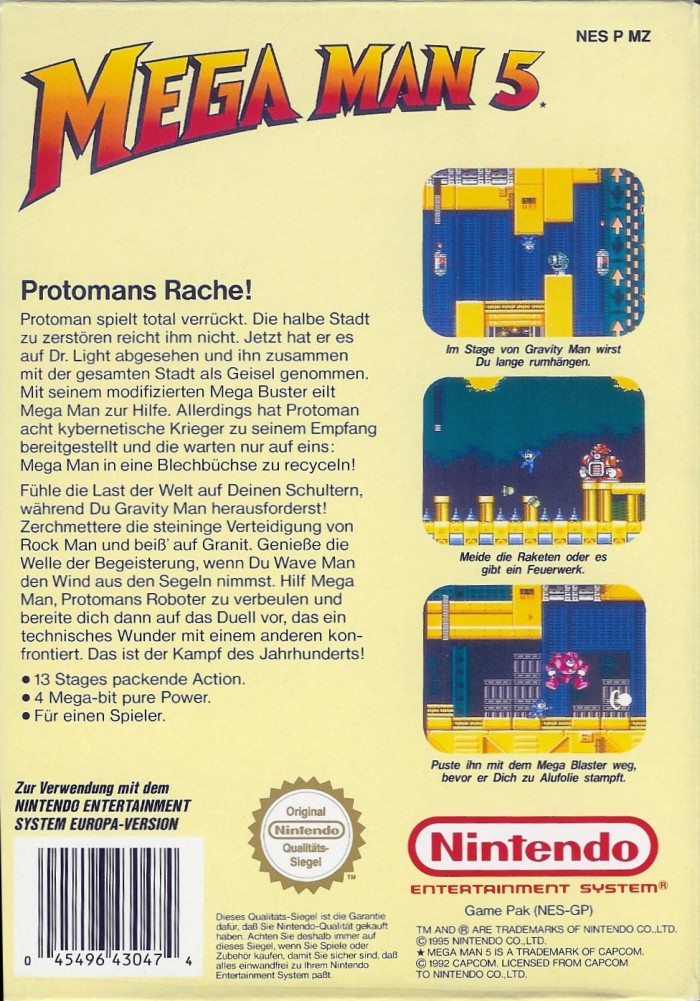 NES P MZ
MEGA MAN 5
Protomans Rache!
Protoman spielt total verrückt. Die halbe Stadt
zu zerstören reicht ihm nicht. Jetzt hat er es
auf Dr. Light abgesehen und ihn zusammen
mit der gesamten Stadt als Geisel genommen.
Mit seinem modifizierten Mega Buster eilt
Mega Man zur Hilfe. Allerdings hat Protoman
acht kybernetische Krieger zu seinem Empfang
bereitgestellt und die warten nur auf eins:
Mega Man in eine Blechbüchse zu recyceln!
Fühle die Last der Welt auf Deinen Schultern,
während Du Gravity Man herausforderst!
Zerchmettere die steininge Verteidigung von
Rock Man und beiß' auf Granit. Genieße die
Welle der Begeisterung, wenn Du Wave Man
den Wind aus den Segeln nimmst. Hilf Mega
Man, Protomans Roboter zu verbeulen und
bereite dich dann auf das Duell vor, das ein
technisches Wunder mit einem anderen kon-
frontiert. Das ist der Kampf des Jahrhunderts!
• 13 Stages packende Action.
• 4 Mega-bit pure Power.
• Für einen Spieler.
Im Stage von Gravity Man wirst
Du lange rumhängen.
Meide die Raketen oder es
gibt ein Feuerwerk.
Puste ihn mit dem Mega Blaster weg,
bevor er Dich zu Alufolie stampft.
Zur Verwendung mit dem
NINTENDO ENTERTAINMENT
SYSTEM EUROPA-VERSION
0 45496 43047 4
Original
Nintendo
Qualitäts-
Siegel
TM
Dieses Qualitäts-Siegel ist die Garantie
dafür, daß Sie Nintendo-Qualität gekauft
haben. Achten Sie deshalb immer auf
dieses Siegel, wenn Sie Spiele oder
Zubehör kaufen, damit Sie sicher sind, daß
alles einwandfrei zu Ihrem Nintendo
Entertainment System paßt.
Nintendo
ENTERTAINMENT SYSTEM®
Game Pak (NES-GP)
TM AND ® ARE TRADEMARKS OF NINTENDO CO.,LTD.
© 1995 NINTENDO CO.,LTD.
★ MEGA MAN 5 IS A TRADEMARK OF CAPCOM.
© 1992 CAPCOM. LICENSED FROM CAPCOM
TO NINTENDO CO.,LTD.